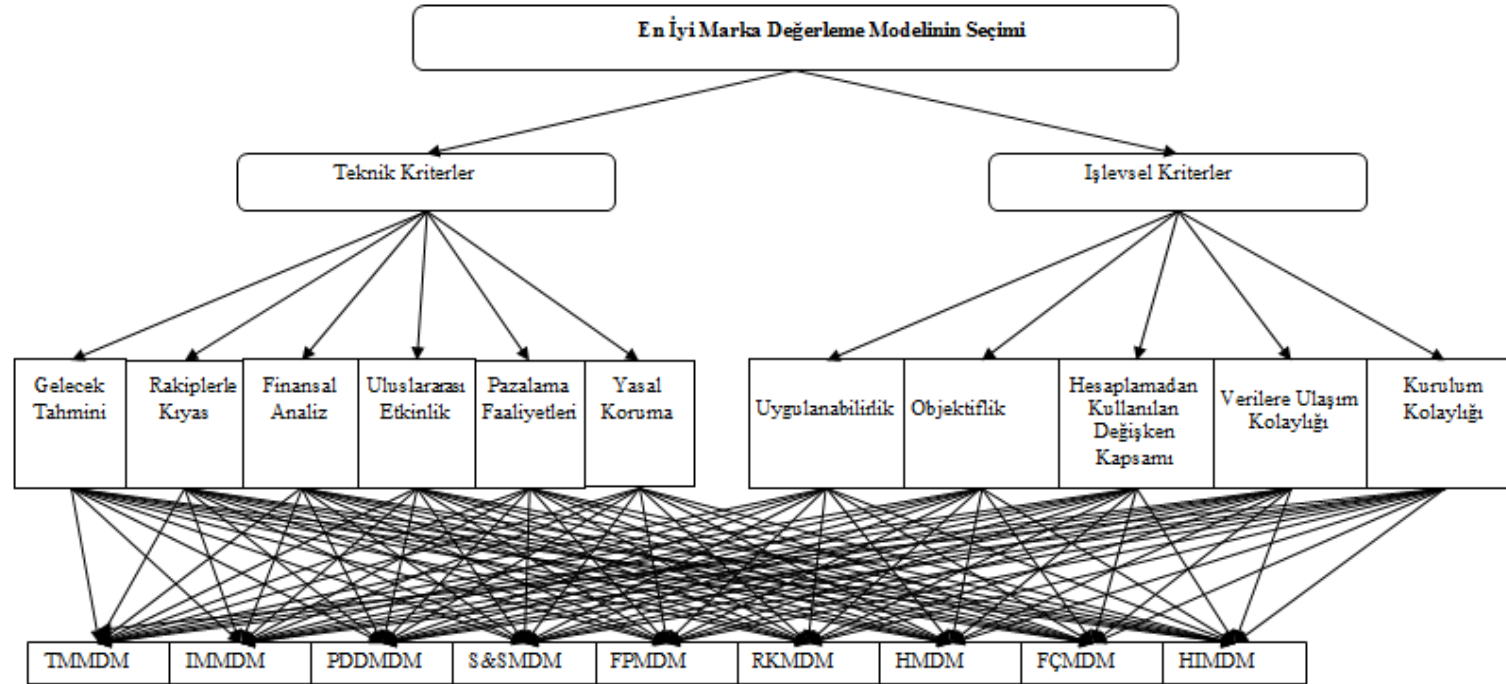 En İyi Marka Değerleme Modelinin Seçimi
Teknik Kriterler
Işlevsel Kriterler
Gelecek
Tahmini
Rakiplerle
Kıyas
Finansal
Analiz
Uluslararası
Etkinlik
Pazalama
Faaliyetleri
Yasal
Koruma
Uygulanabilirlik
Objektiflik
Hesaplamadan
Kullanılan
Değişken
Kapsamı
Verilere Ulaşım
Kolaylığı
Kurulum
Kolaylığı
TMMDM
IMMDM
PDDMDM
S&SMDM
FPMDM
RKMDM
HMDM
FÇMDM
HIMDM